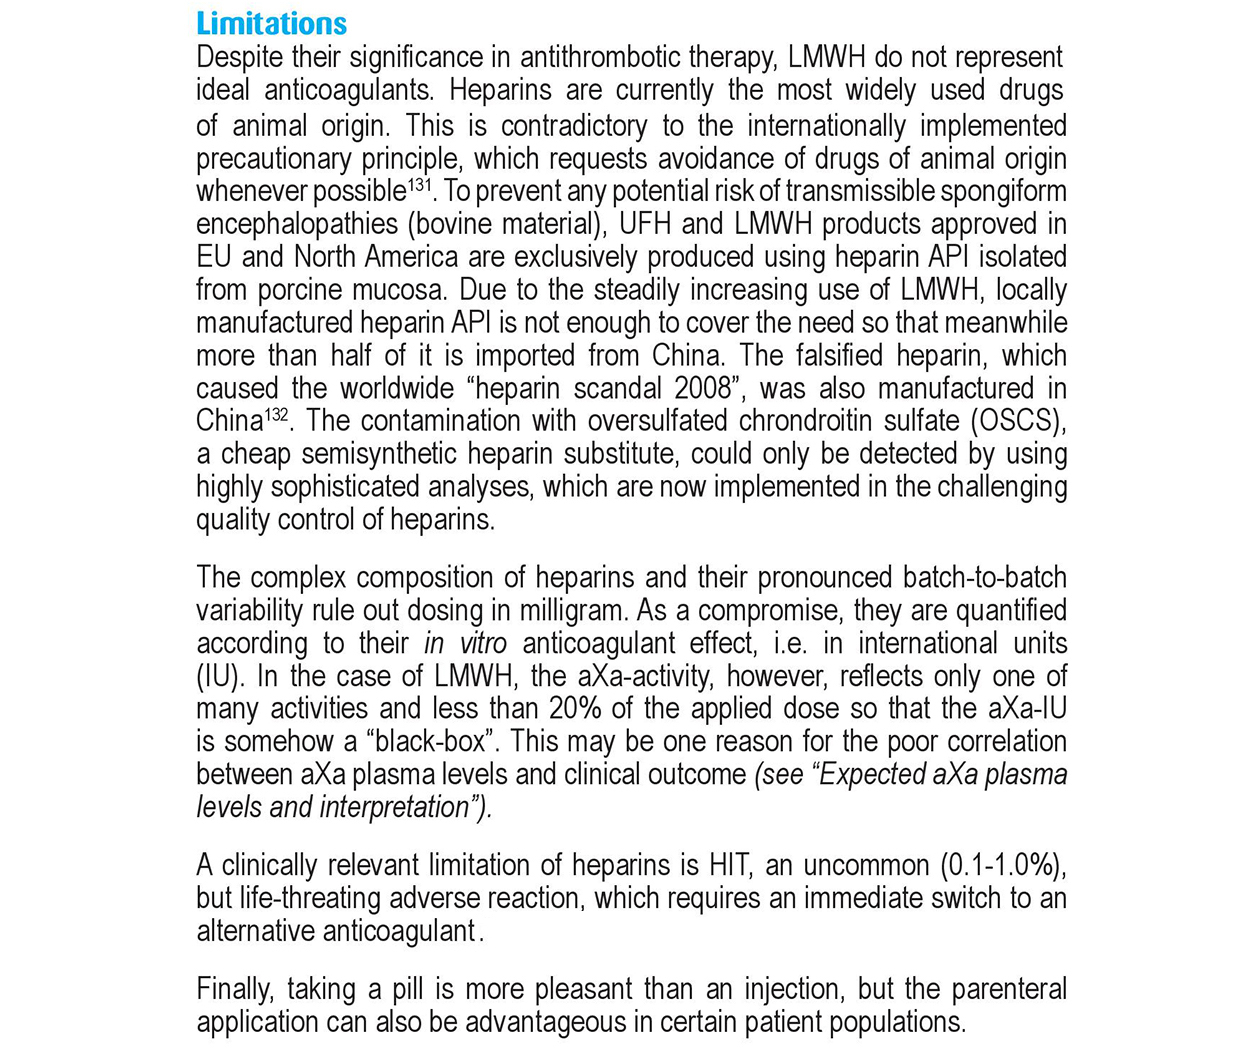 Limitations
Despite their significance in antithrombotic therapy, LMWH do not represent
ideal anticoagulants. Heparins are currently the most widely used drugs
of animal origin. This is contradictory to the internationally implemented
precautionary principle, which requests avoidance of drugs of animal origin
whenever possible131. To prevent any potential risk of transmissible spongiform
encephalopathies (bovine material), UFH and LMWH products approved in
EU and North America are exclusively produced using heparin API isolated
from porcine mucosa. Due to the steadily increasing use of LMWH, locally
manufactured heparin API is not enough to cover the need so that meanwhile
more than half of it is imported from China. The falsified heparin, which
caused the worldwide “heparin scandal 2008”, was also manufactured in
China132. The contamination with oversulfated chrondroitin sulfate (OSCS),
a cheap semisynthetic heparin substitute, could only be detected by using
highly sophisticated analyses, which are now implemented in the challenging
quality control of heparins.
The complex composition of heparins and their pronounced batch-to-batch
variability rule out dosing in milligram. As a compromise, they are quantified
according to their in vitro anticoagulant effect, i.e. in international units
(IU). In the case of LMWH, the aXa-activity, however, reflects only one of
many activities and less than 20% of the applied dose so that the aXa-IU
is somehow a “black-box”. This may be one reason for the poor correlation
between aXa plasma levels and clinical outcome (see “Expected aXa plasma
levels and interpretation”).
A clinically relevant limitation of heparins is HIT, an uncommon (0.1-1.0%),
but life-threating adverse reaction, which requires an immediate switch to an
alternative anticoagulant.
Finally, taking a pill is more pleasant than an injection, but the parenteral
application can also be advantageous in certain patient populations.